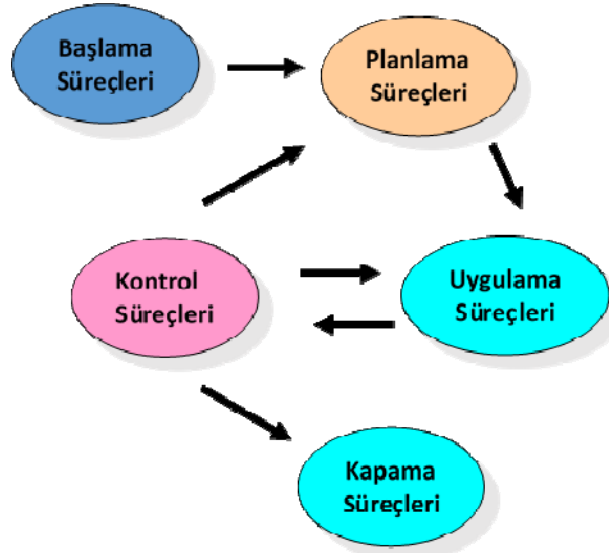 Başlama
Süreçleri
Planlama
Süreçleri
Kontrol
Süreçleri
Uygulama
Süreçleri
Kapama
Süreçleri